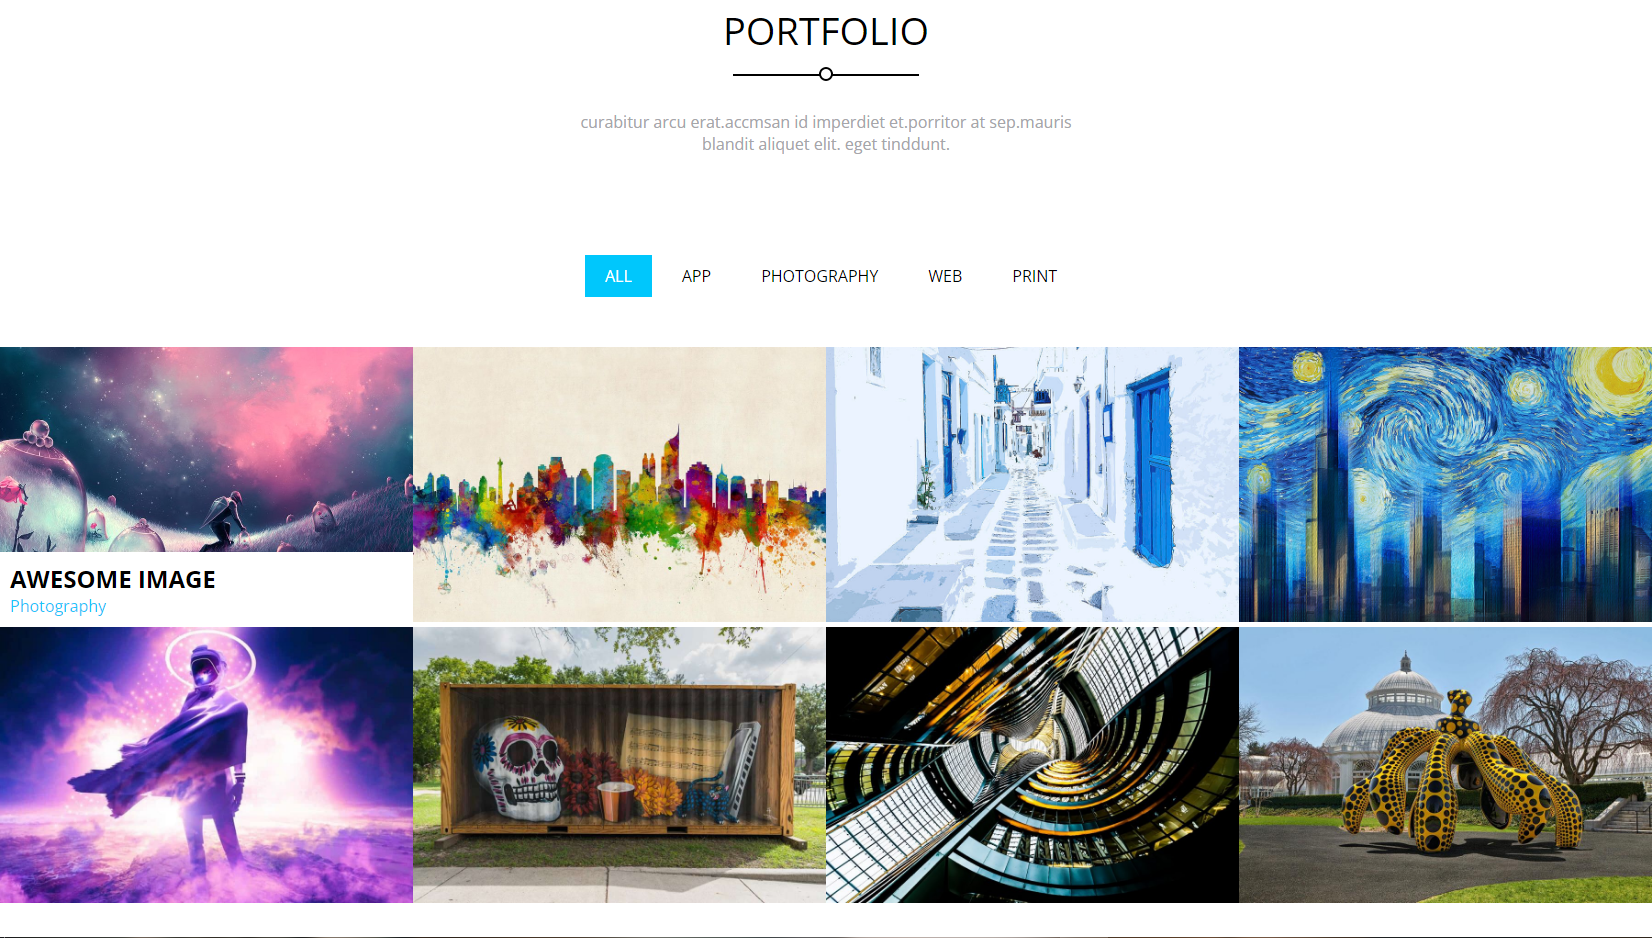 PORTFOLIO
curabitur arcu erat.accmsan id imperdiet et.porritor at sep.mauris
blandit aliquet elit. eget tinddunt.
ALL APP PHOTOGRAPHY WEB PRINT
AWESOME IMAGE
Photography